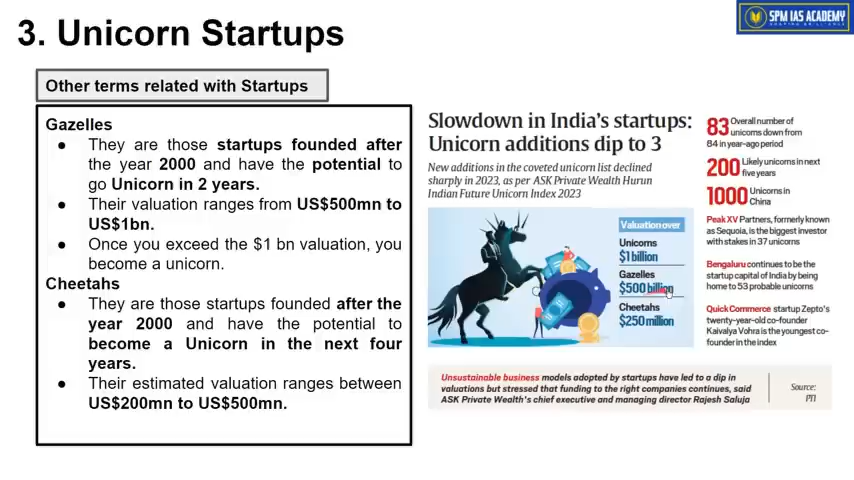 3. Unicorn Startups
SPM IAS ACADEMY
Other terms related with Startups
Gazelles
● They are those startups founded after
the year 2000 and have the potential to
go Unicorn in 2 years.
● Their valuation ranges from US$500mn to
US$1bn.
● Once you exceed the $1 bn valuation, you
become a unicorn.
Cheetahs
● They are those startups founded after the
year 2000 and have the potential to
become a Unicorn in the next four
years.
● Their estimated valuation ranges between
US$200mn to US$500mn.
Slowdown in India's startups:
Unicorn additions dip to 3
New additions in the coveted unicorn list declined
sharply in 2023, as per ASK Private Wealth Hurun
Indian Future Unicorn Index 2023
Valuation over
Unicorns
$1 billion
Gazelles
$500 billion
Cheetahs
$250 million
83 Overall number of
unicorns down from
84 in year-ago period
200 Likely unicorns in next
five years
1000 Unicorns in
China
Peak XV Partners, formerly known
as Sequoia, is the biggest investor
with stakes in 37 unicorns
Bengaluru continues to be the
startup capital of India by being
home to 53 probable unicorns
Quick Commerce startup Zepto's
twenty-year-old co-founder
Kaivalya Vohra is the youngest co-
founder in the index
Unsustainable business models adopted by startups have led to a dip in
valuations but stressed that funding to the right companies continues, said
ASK Private Wealth's chief executive and managing director Rajesh Saluja
Source:
PTI